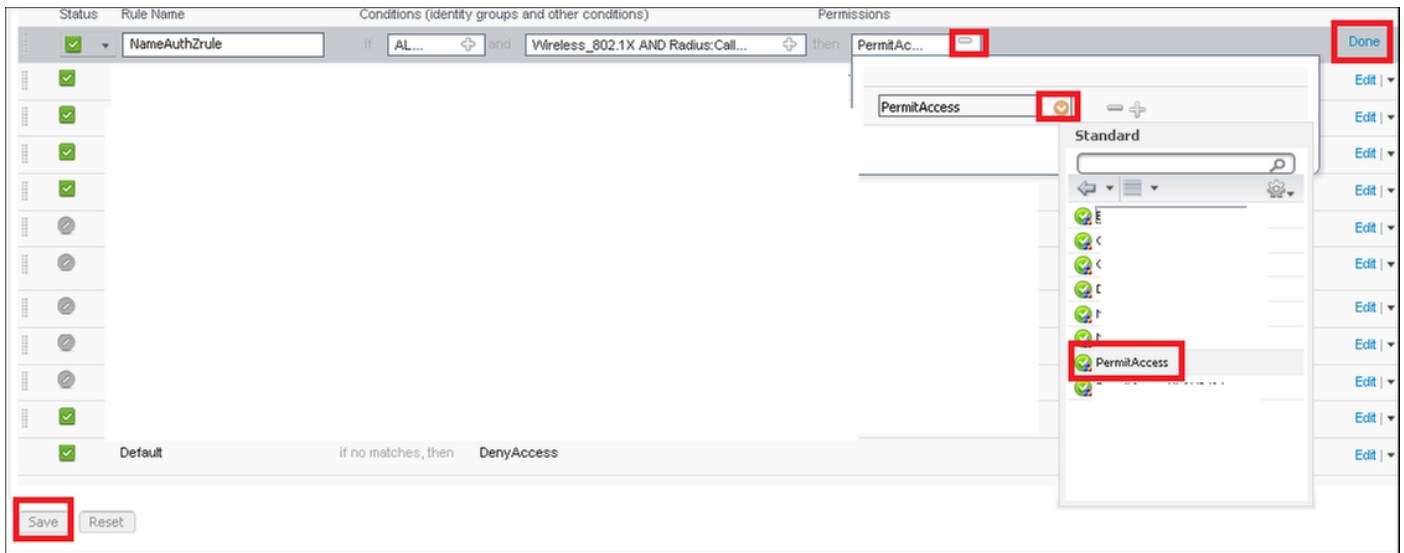 Status Rule Name Conditions (identity groups and other conditions) Permissions
NameAuthZrule if AL... and Wireless_802.1X AND Radius:Call... then PermitAc... Done
Edit
PermitAccess
Edit
Standard
Edit
Edit
Edit
Edit
Edit
Edit
PermitAccess
Edit
Edit
Default if no matches, then DenyAccess Edit
Save Reset